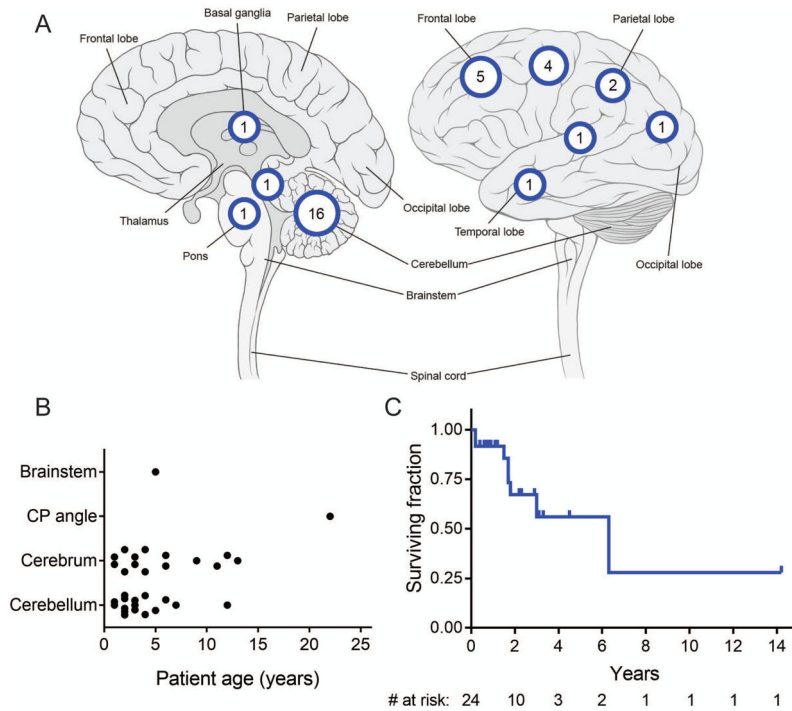 A
Basal ganglia
Parietal lobe
Frontal lobe
1
1
1
16
Thalamus
Pons
Occipital lobe
Cerebellum
Brainstem
Spinal cord
Frontal lobe
Parietal lobe
5
4
2
1
1
1
Temporal lobe
Occipital lobe
B
Brainstem
CP angle
Cerebrum
Cerebellum
0 5 10 15 20 25
Patient age (years)
C
Surviving fraction
1.00
0.75
0.50
0.25
0.00
0 2 4 6 8 10 12 14
Years
# at risk: 24 10 3 2 1 1 1 1